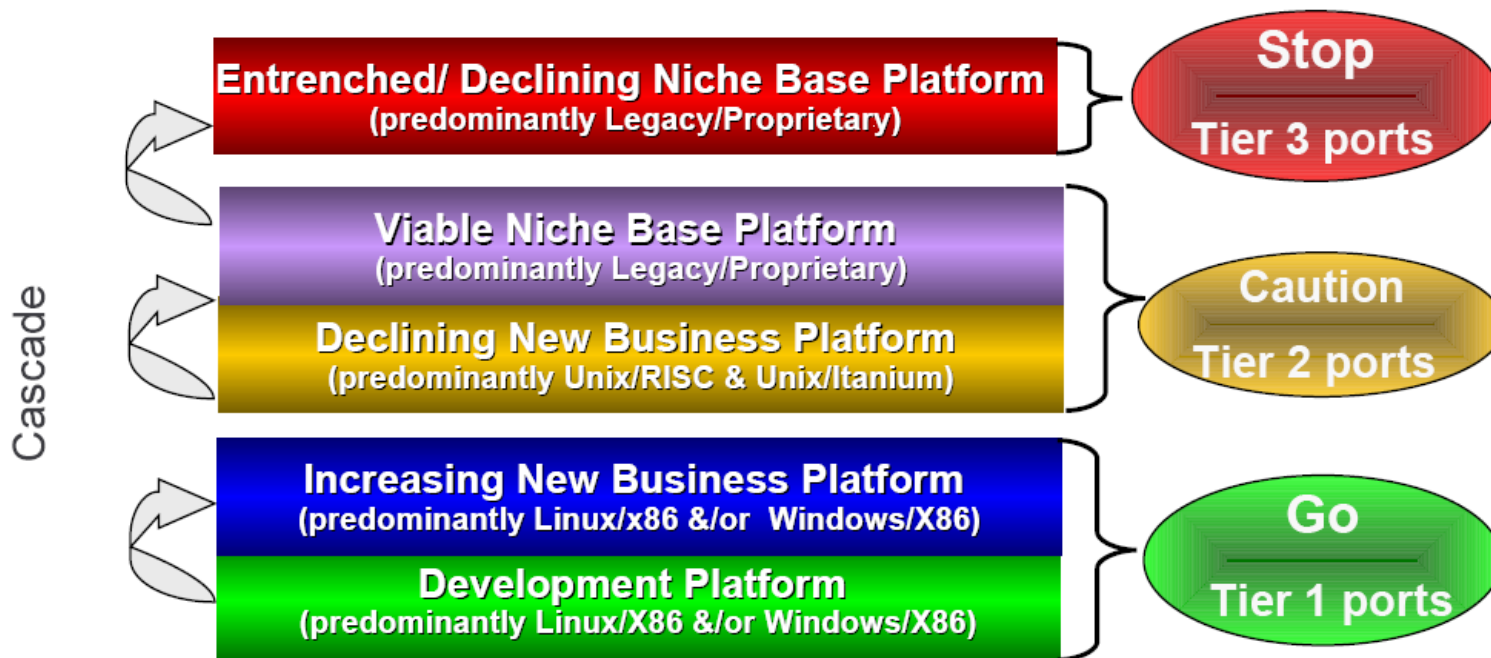 Entrenched/ Declining Niche Base Platform
(predominantly Legacy/Proprietary)
Stop
Tier 3 ports
Viable Niche Base Platform
(predominantly Legacy/Proprietary)
Declining New Business Platform
(predominantly Unix/RISC & Unix/Itanium)
Caution
Tier 2 ports
Cascade
Increasing New Business Platform
(predominantly Linux/x86 &/or Windows/X86)
Development Platform
(predominantly Linux/X86 &/or Windows/X86)
Go
Tier 1 ports